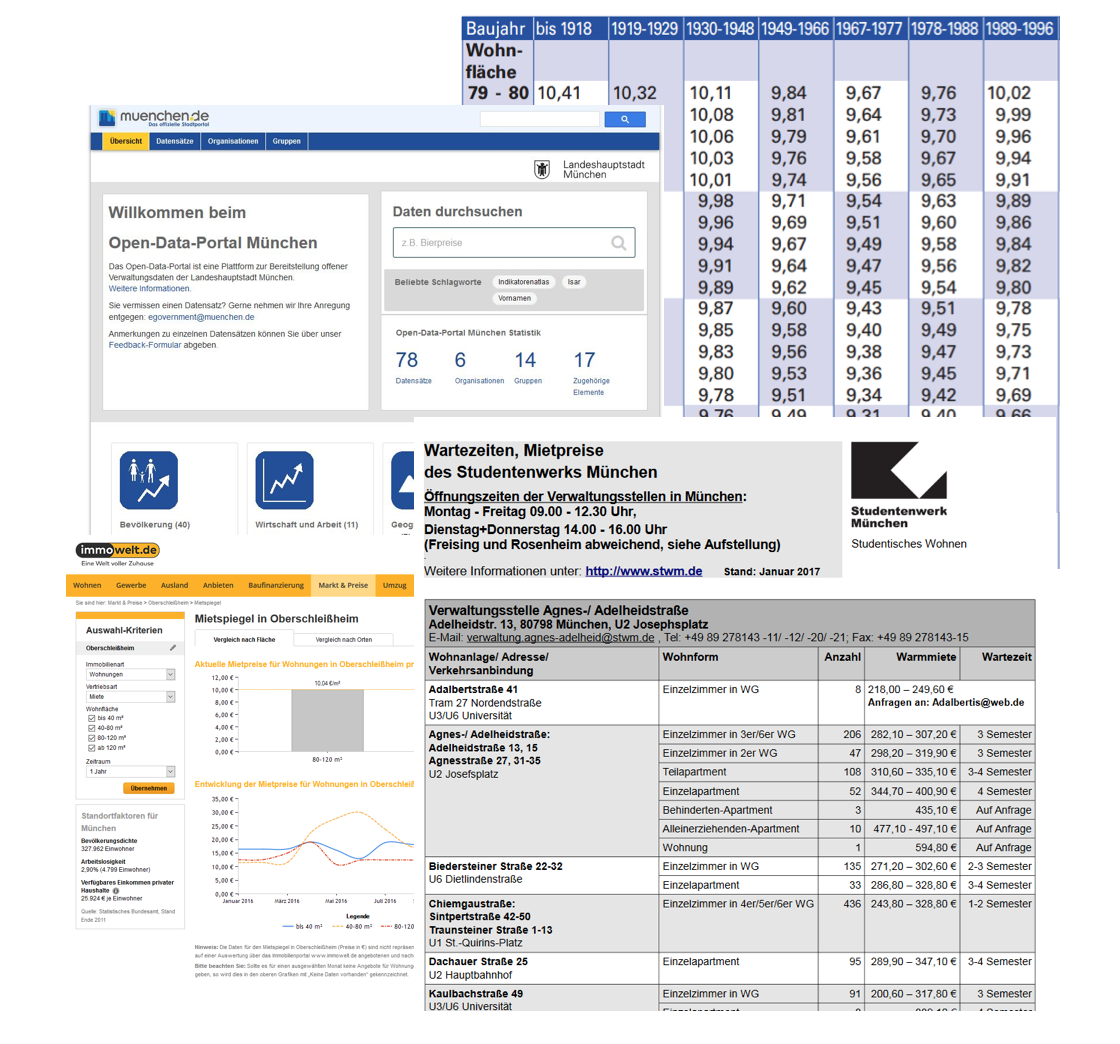 Baujahr bis 1918 1919-1929 1930-1948 1949-1966 1967-1977 1978-1988 1989-1996
Wohn-
fläche
79 - 80 10,41 10,32 10,11 9,84 9,67 9,76 10,02
10,08 9,81 9,64 9,73 9,99
10,06 9,79 9,61 9,70 9,96
10,03 9,76 9,58 9,67 9,94
10,01 9,74 9,56 9,65 9,91
9,98 9,71 9,54 9,63 9,89
9,96 9,69 9,51 9,60 9,86
9,94 9,67 9,49 9,58 9,84
9,91 9,64 9,47 9,56 9,82
9,89 9,62 9,45 9,54 9,80
9,87 9,60 9,43 9,51 9,78
9,85 9,58 9,40 9,49 9,75
9,83 9,56 9,38 9,47 9,73
9,80 9,53 9,36 9,45 9,71
9,78 9,51 9,34 9,42 9,69
9,76 9,49 9,31 9,40 9,66
muenchen.de
Das offizielle Stadtportal
Übersicht Datensätze Organisationen Gruppen
Landeshauptstadt
München
Willkommen beim
Open-Data-Portal München
Das Open-Data-Portal ist eine Plattform zur Bereitstellung offener
Verwaltungsdaten der Landeshauptstadt München.
Weitere Informationen.
Sie vermissen einen Datensatz? Gerne nehmen wir Ihre Anregung
entgegen: egovernment@muenchen.de
Anmerkungen zu einzelnen Datensätzen können Sie über unser
Feedback-Formular abgeben.
Daten durchsuchen
z.B. Bierpreise
Beliebte Schlagworte Indikatorenatlas Isar
Vornamen
Open-Data-Portal München Statistik
78 6 14 17
Datensätze Organisationen Gruppen Zugehörige
Elemente
Bevölkerung (40) Wirtschaft und Arbeit (11) Geog
immowelt.de
Eine Welt voller Zuhause
Wohnen Gewerbe Ausland Anbieten Baufinanzierung Markt & Preise Umzug
Sie sind hier: Markt & Preise > Oberschleißheim > Mietspiegel
Auswahl-Kriterien
Oberschleißheim
Immobilienart
Wohnungen
Vertriebsart
Miete
Wohnfläche
bis 40 m²
40-80 m²
80-120 m²
ab 120 m²
Zeitraum
1 Jahr
Übernehmen
Standortfaktoren für
München
Bevölkerungsdichte
327.962 Einwohner
Arbeitslosigkeit
2,90% (4.799 Einwohner)
Verfügbares Einkommen privater
Haushalte
25.924 € je Einwohner
Quelle: Statistisches Bundesamt, Stand
Ende 2011
Mietspiegel in Oberschleißheim
Vergleich nach Fläche Vergleich nach Orten
Aktuelle Mietpreise für Wohnungen in Oberschleißheim pr
12,00 €
10,00 €
8,00 €
6,00 €
4,00 €
2,00 €
0,00 €
10,04 €/m²
80-120 m²
Entwicklung der Mietpreise für Wohnungen in Oberschleiß
35,00 €
30,00 €
25,00 €
20,00 €
15,00 €
10,00 €
5,00 €
0,00 €
Januar 2016 März 2016 Mai 2016 Juli 2016
Legende
bis 40 m² 40-80 m² 80-120
Hinweis: Die Daten für den Mietspiegel in Oberschleißheim (Preise in €) sind nicht repräsen
auf einer Auswertung über das Immobilienportal www.immowelt.de angebotenen und nach
Bitte beachten Sie: Sollte es für einen ausgewählten Monat keine Angebote für Wohnung
geben, so wird dies in den oberen Grafiken mit „Keine Daten vorhanden“ gekennzeichnet.
Wartezeiten, Mietpreise
des Studentenwerks München
Öffnungszeiten der Verwaltungsstellen in München:
Montag - Freitag 09.00 - 12.30 Uhr,
Dienstag+Donnerstag 14.00 - 16.00 Uhr
(Freising und Rosenheim abweichend, siehe Aufstellung)
Weitere Informationen unter: http://www.stwm.de Stand: Januar 2017
Studentenwerk
München
Studentisches Wohnen
Verwaltungsstelle Agnes-/ Adelheidstraße
Adelheidstr. 13, 80798 München, U2 Josephsplatz
E-Mail: verwaltung.agnes-adelheid@stwm.de , Tel: +49 89 278143 -11/ -12/ -20/ -21; Fax: +49 89 278143-15
Wohnanlage/ Adresse/ Wohnform Anzahl Warmmiete Wartezeit
Verkehrsanbindung
Adalbertstraße 41 Einzelzimmer in WG 8 218,00 – 249,60 €
Tram 27 Nordendstraße Anfragen an: Adalbertis@web.de
U3/U6 Universität
Agnes-/ Adelheidstraße: Einzelzimmer in 3er/6er WG 206 282,10 – 307,20 € 3 Semester
Adelheidstraße 13, 15 Einzelzimmer in 2er WG 47 298,20 – 319,90 € 3 Semester
Agnesstraße 27, 31-35
U2 Josefsplatz Teilapartment 108 310,60 – 335,10 € 3-4 Semester
Einzelapartment 52 344,70 – 400,90 € 4 Semester
Behinderten-Apartment 3 435,10 € Auf Anfrage
Alleinerziehenden-Apartment 10 477,10 - 497,10 € Auf Anfrage
Wohnung 1 594,80 € Auf Anfrage
Biedersteiner Straße 22-32 Einzelzimmer in WG 135 271,20 – 302,60 € 2-3 Semester
U6 Dietlindenstraße Einzelapartment 33 286,80 – 328,80 € 3-4 Semester
Chiemgaustraße: Einzelzimmer in 4er/5er/6er WG 436 243,80 – 328,80 € 1-2 Semester
Sintpertstraße 42-50
Traunsteiner Straße 1-13
U1 St.-Quirins-Platz
Dachauer Straße 25 Einzelapartment 95 289,90 – 347,10 € 3-4 Semester
U2 Hauptbahnhof
Kaulbachstraße 49 Einzelzimmer in WG 91 200,60 – 317,80 € 3 Semester
U3/U6 Universität